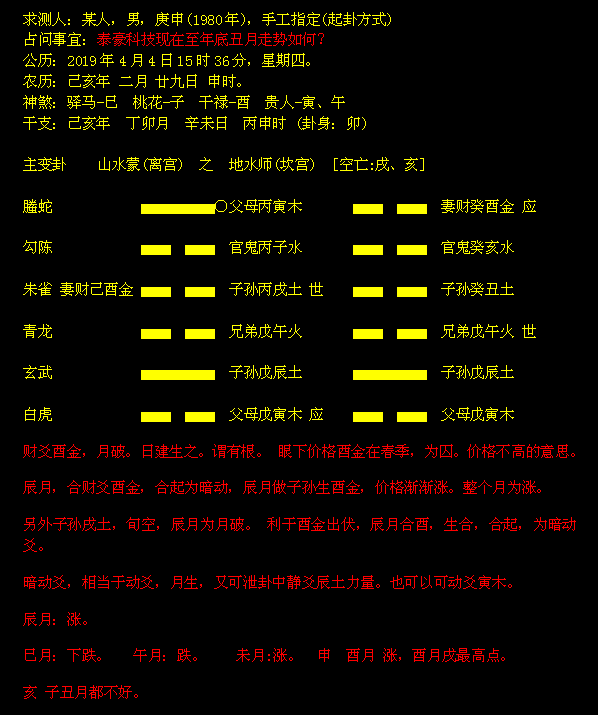 求测人：某人，男，庚申(1980年)，手工指定(起卦方式)
占问事宜：泰豪科技现在至年底丑月走势如何?
公历：2019年4月4日15时36分，星期四。
农历：己亥年 二月 廿九日 申时。
神煞：驿马-巳 桃花-子 干禄-酉 贵人-寅、午
干支：己亥年 丁卯月 辛未日 丙申时 (卦身：卯)
主变卦 山水蒙(离宫) 之 地水师(坎宫) [空亡:戌、亥]
螣蛇 ○父母丙寅木 妻财癸酉金 应
勾陈 官鬼丙子水 官鬼癸亥水
朱雀 妻财己酉金 子孙丙戌土 世 子孙癸丑土
青龙 兄弟戊午火 兄弟戊午火 世
玄武 子孙戊辰土 子孙戊辰土
白虎 父母戊寅木 应 父母戊寅木
财爻酉金，月破。日建生之。谓有根。 眼下价格酉金在春季，为囚。价格不高的意思。
辰月，合财爻酉金，合起为暗动，辰月做子孙生酉金，价格渐渐涨。整个月为涨。
另外子孙戌土，旬空，辰月为月破。 利于酉金出伏，辰月合酉，生合，合起，为暗动
爻。
暗动爻，相当于动爻，月生，又可泄卦中静爻辰土力量。也可以可动爻寅木。
辰月；涨。
巳月；下跌。 午月；跌。 未月:涨。 申 酉月 涨，酉月戌最高点。
亥 子丑月都不好。